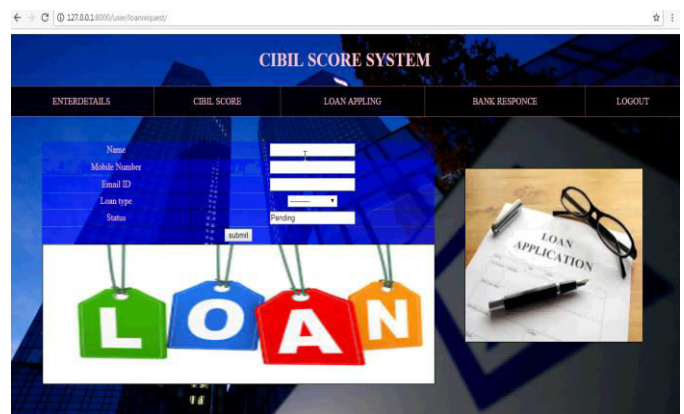 127.0.0.1:8000/user/loanrequest/
CIBIL SCORE SYSTEM
ENTERDETAILS CIBIL SCORE LOAN APPLING BANK RESPONCE LOGOUT
Name
Mobile Number
Email ID
Loan type ---------
Status Pending
submit
LOAN
LOAN
APPLICATION